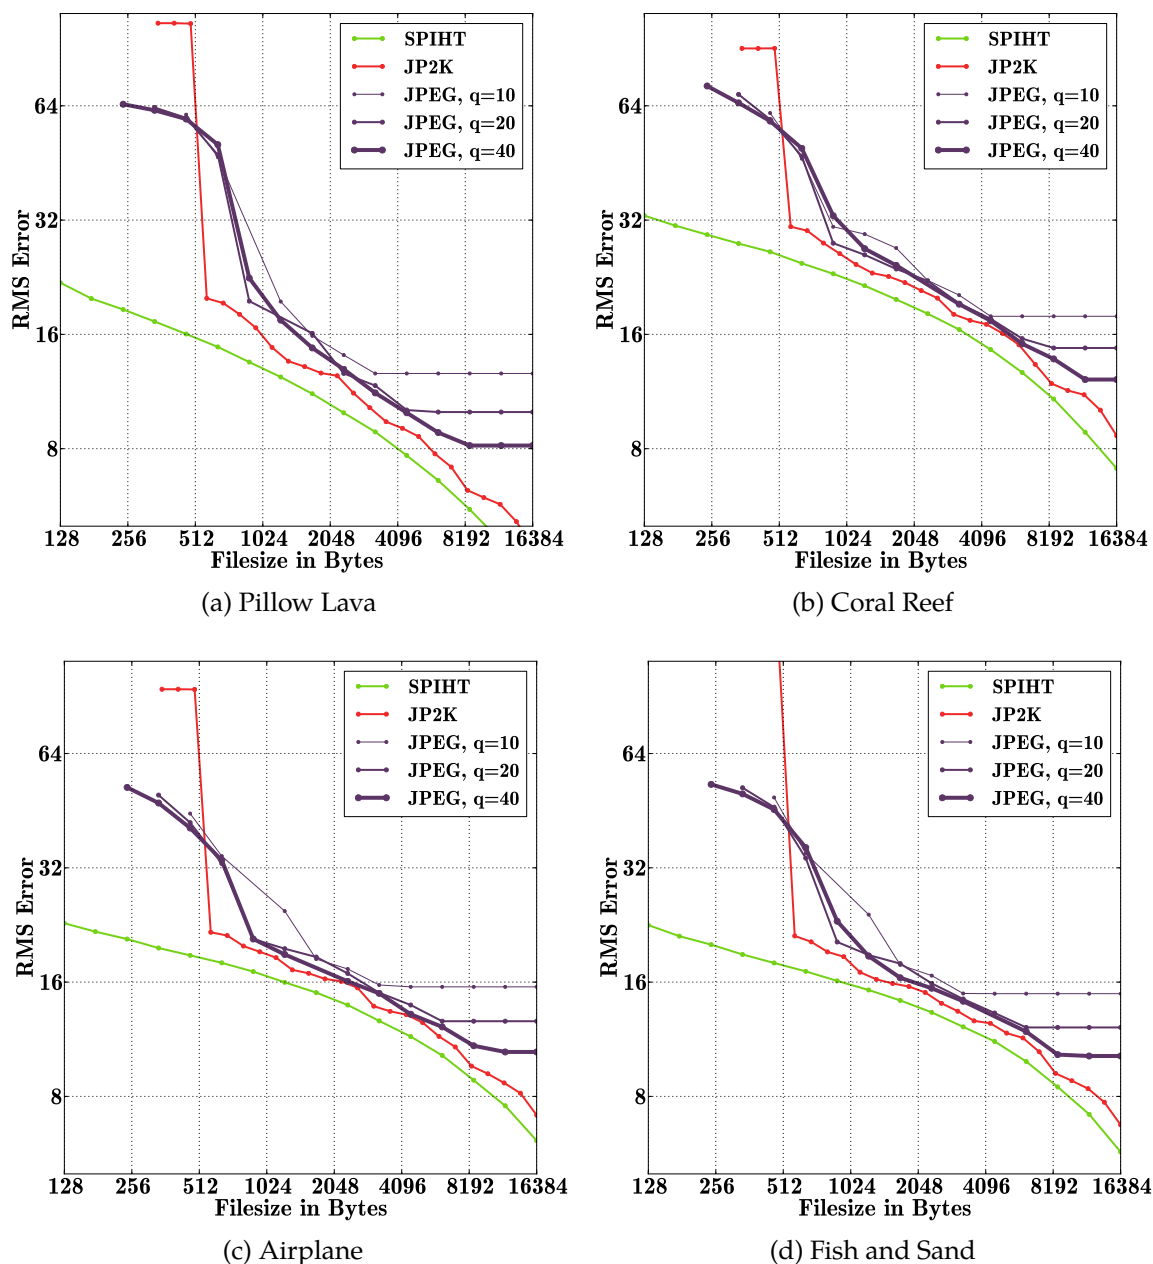 SPIHT
JP2K
JPEG, q=10
JPEG, q=20
JPEG, q=40
64
32
16
8
RMS Error
128 256 512 1024 2048 4096 8192 16384
Filesize in Bytes
(a) Pillow Lava
SPIHT
JP2K
JPEG, q=10
JPEG, q=20
JPEG, q=40
64
32
16
8
RMS Error
128 256 512 1024 2048 4096 8192 16384
Filesize in Bytes
(b) Coral Reef
SPIHT
JP2K
JPEG, q=10
JPEG, q=20
JPEG, q=40
64
32
16
8
RMS Error
128 256 512 1024 2048 4096 8192 16384
Filesize in Bytes
(c) Airplane
SPIHT
JP2K
JPEG, q=10
JPEG, q=20
JPEG, q=40
64
32
16
8
RMS Error
128 256 512 1024 2048 4096 8192 16384
Filesize in Bytes
(d) Fish and Sand